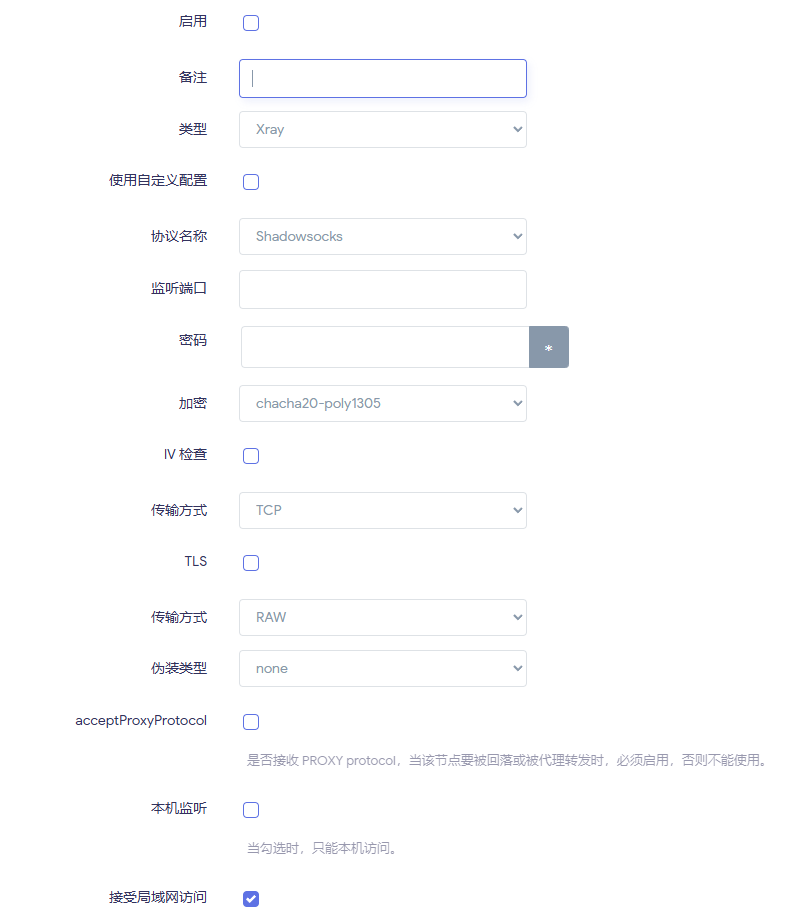 启用
备注
类型 Xray
使用自定义配置
协议名称 Shadowsocks
监听端口
密码 *
加密 chacha20-poly1305
IV 检查
传输方式 TCP
TLS
传输方式 RAW
伪装类型 none
acceptProxyProtocol
是否接收 PROXY protocol，当该节点要被回落或被代理转发时，必须启用，否则不能使用。
本机监听
当勾选时，只能本机访问。
接受局域网访问